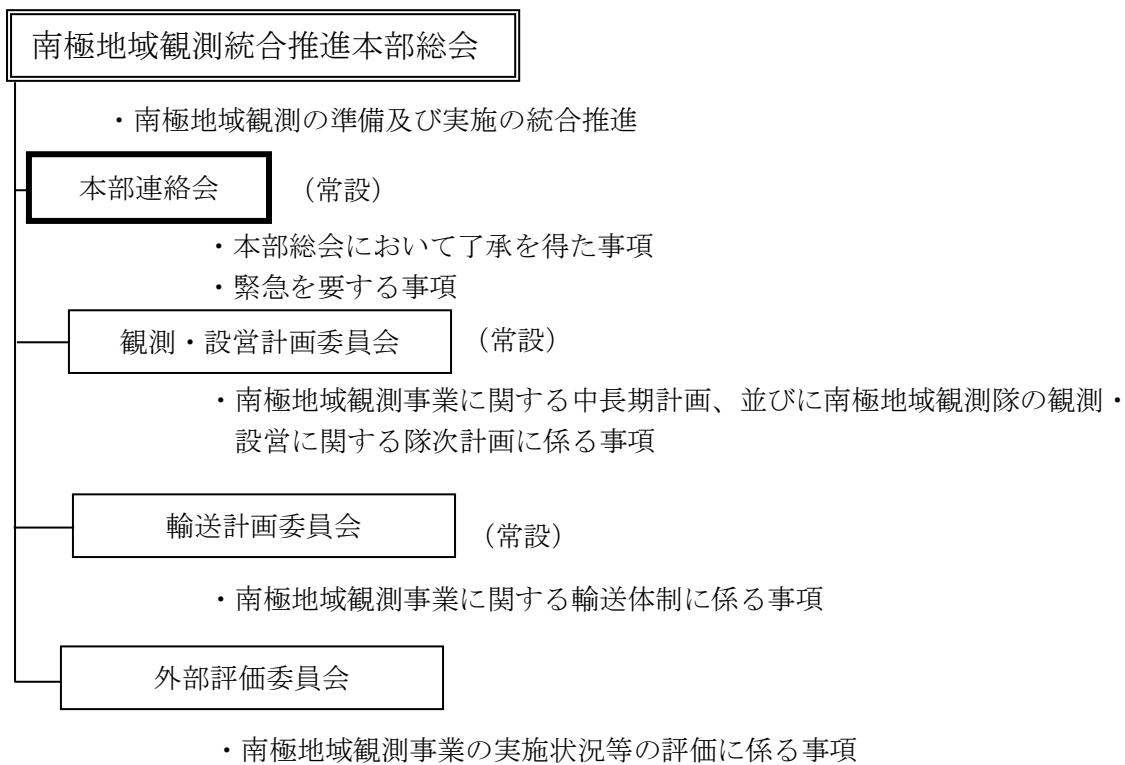 南極地域観測統合推進本部総会
・南極地域観測の準備及び実施の統合推進
本部連絡会 (常設)
・本部総会において了承を得た事項
・緊急を要する事項
観測・設営計画委員会 (常設)
・南極地域観測事業に関する中長期計画、並びに南極地域観測隊の観測・
設営に関する隊次計画に係る事項
輸送計画委員会 (常設)
・南極地域観測事業に関する輸送体制に係る事項
外部評価委員会
・南極地域観測事業の実施状況等の評価に係る事項